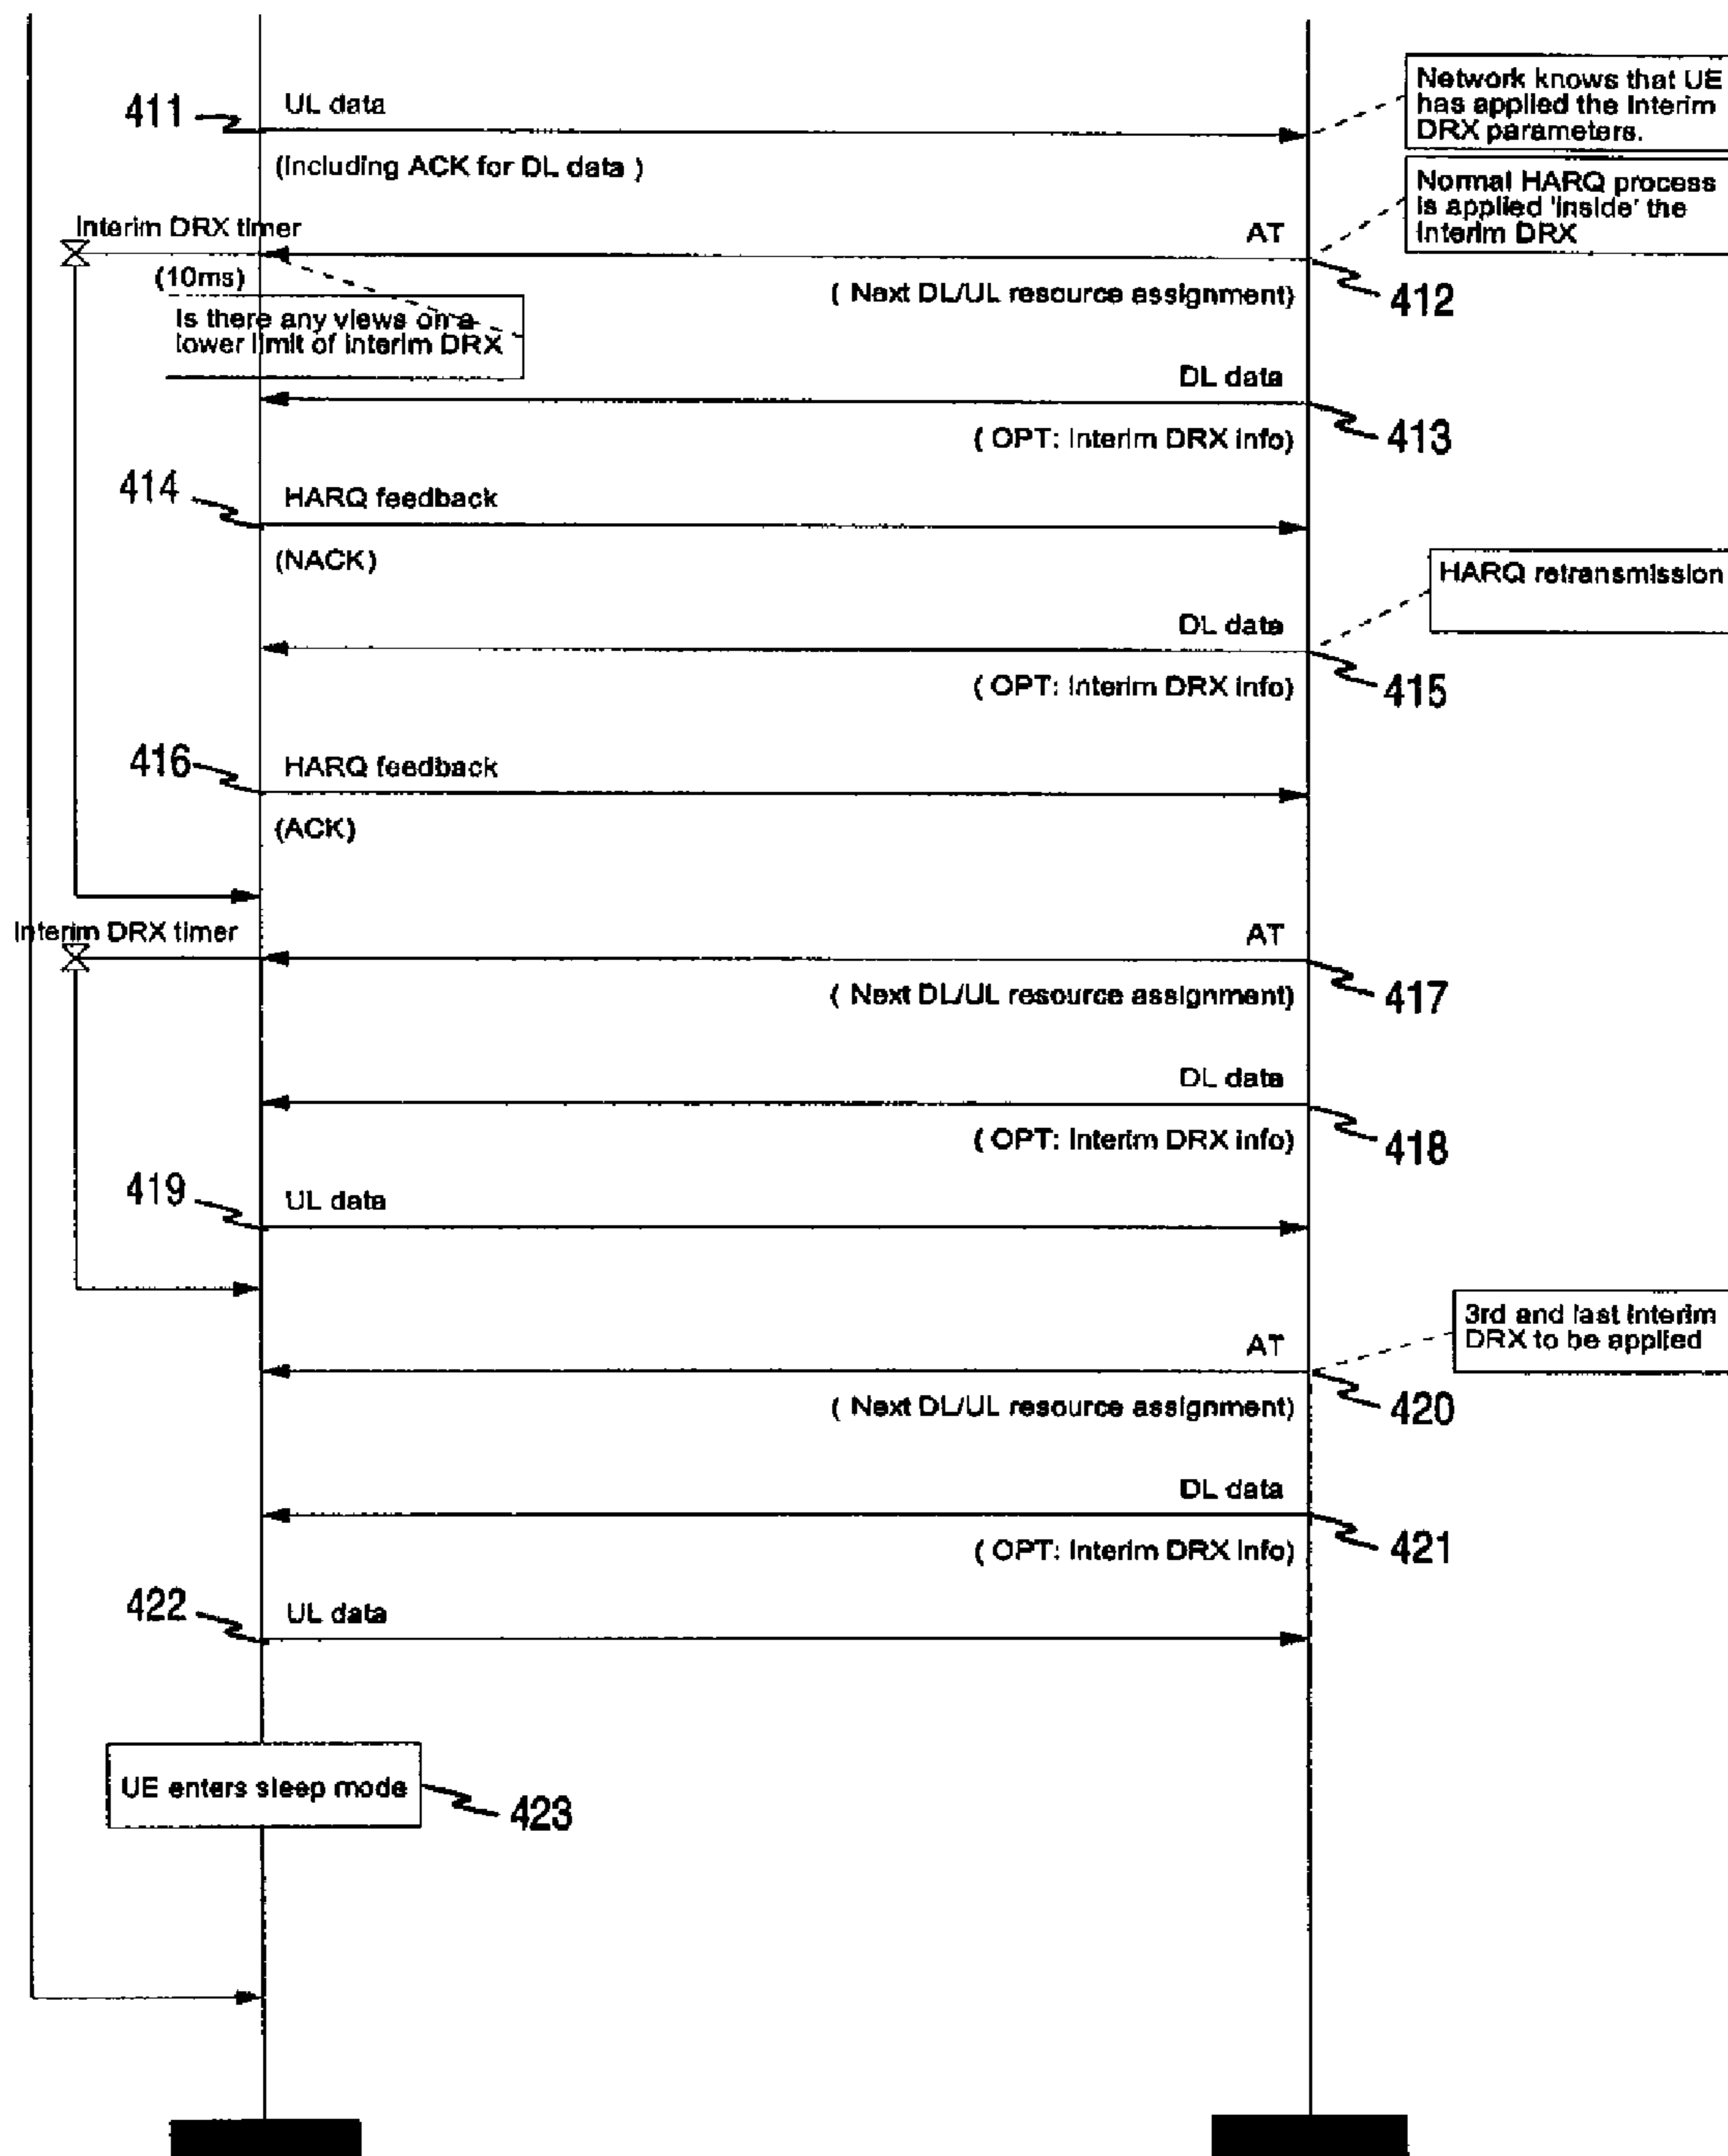 Network knows that UE
has applied the Interim
DRX parameters.
411
UL data
(Including ACK for DL data )
Normal HARQ process
is applied 'inside' the
Interim DRX
Interim DRX timer
AT
(10ms)
( Next DL/UL resource assignment)
412
Is there any views on a
lower limit of interim DRX
DL data
( OPT: Interim DRX info)
413
414
HARQ feedback
(NACK)
HARQ retransmission
DL data
( OPT: Interim DRX info)
415
416
HARQ feedback
(ACK)
Interim DRX timer
AT
( Next DL/UL resource assignment)
417
DL data
( OPT: Interim DRX info)
418
419
UL data
3rd and last Interim
DRX to be applied
AT
( Next DL/UL resource assignment)
420
DL data
( OPT: Interim DRX info)
421
422
UL data
UE enters sleep mode
423